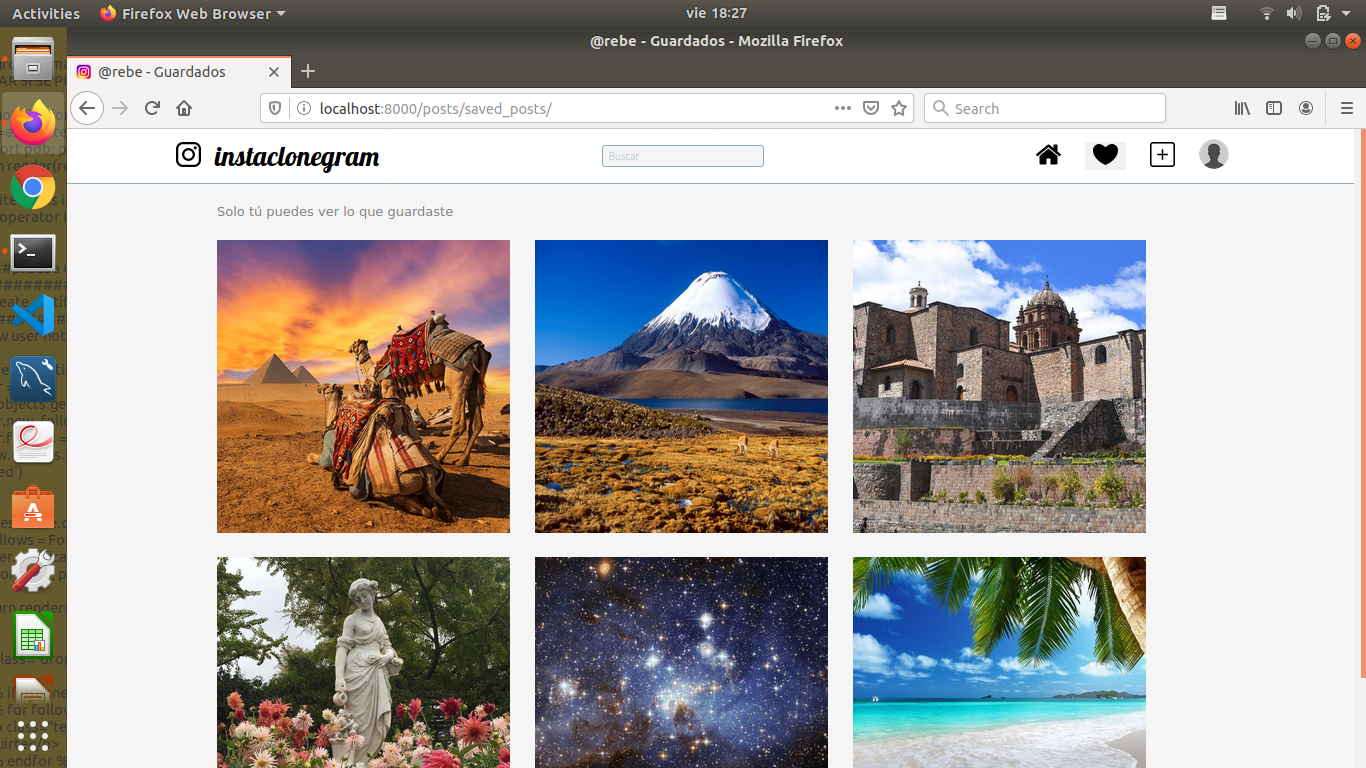 Activities
Firefox Web Browser
vie 18:27
@rebe - Guardados - Mozilla Firefox
@rebe - Guardados
localhost:8000/posts/saved_posts/
Search
instaclonegram
Buscar
Solo tú puedes ver lo que guardaste